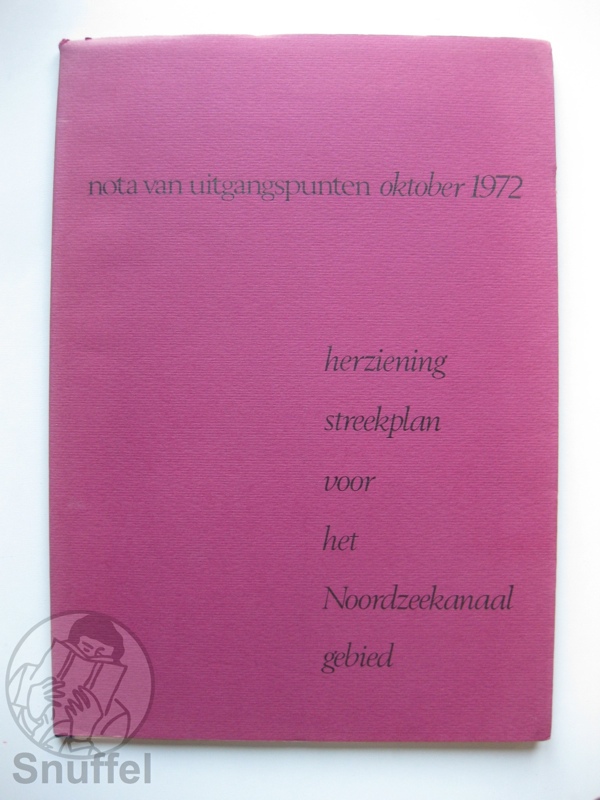 nota van uitgangspunten oktober 1972
herziening
streekplan
voor
het
Noordzeekanaal
gebied
Snuffel